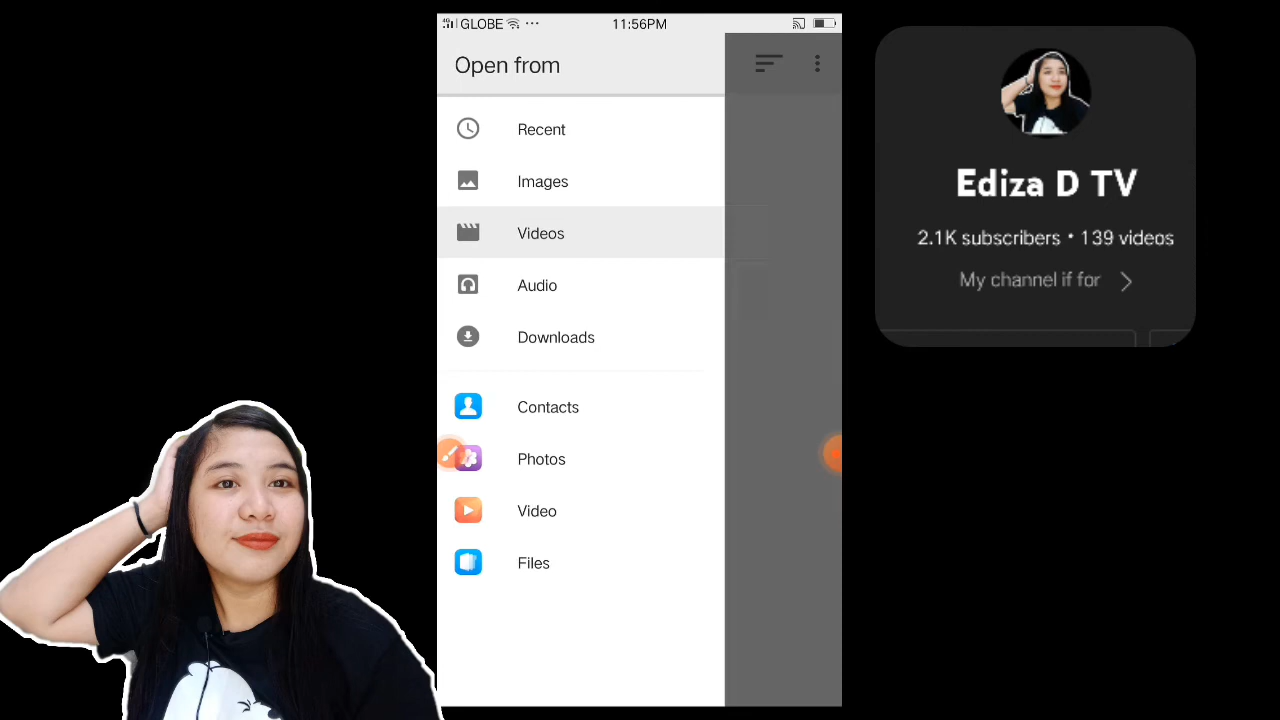 4G GLOBE ... 11:56PM
Open from
Recent
Images
Videos
Audio
Downloads
Contacts
Photos
Video
Files
Ediza D TV
2.1K subscribers • 139 videos
My channel if for >